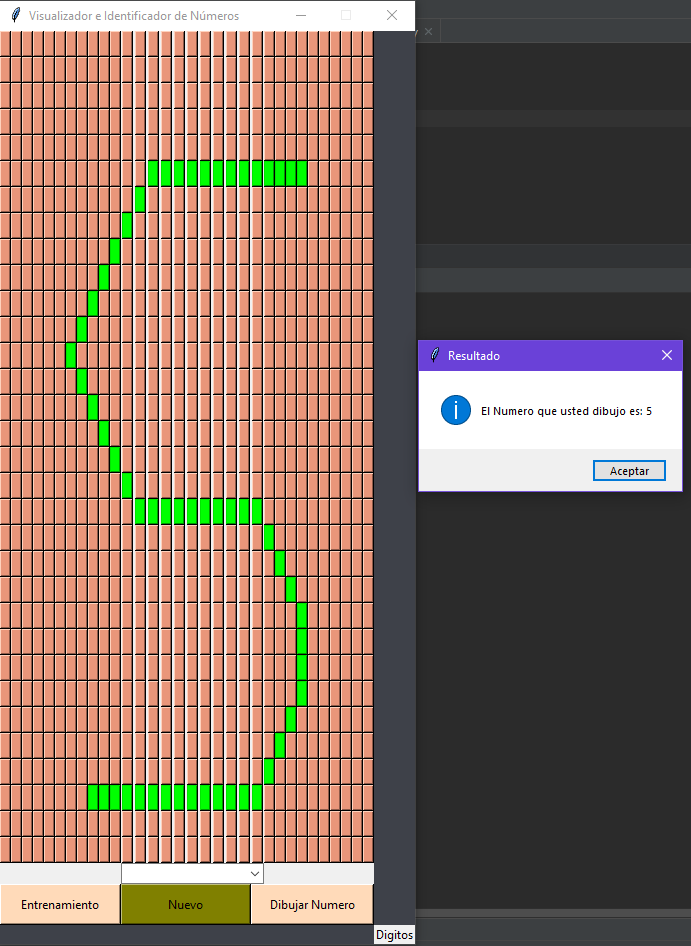 Visualizador e Identificador de Números
Resultado
El Numero que usted dibujo es: 5
Aceptar
Entrenamiento
Nuevo
Dibujar Numero
Digitos